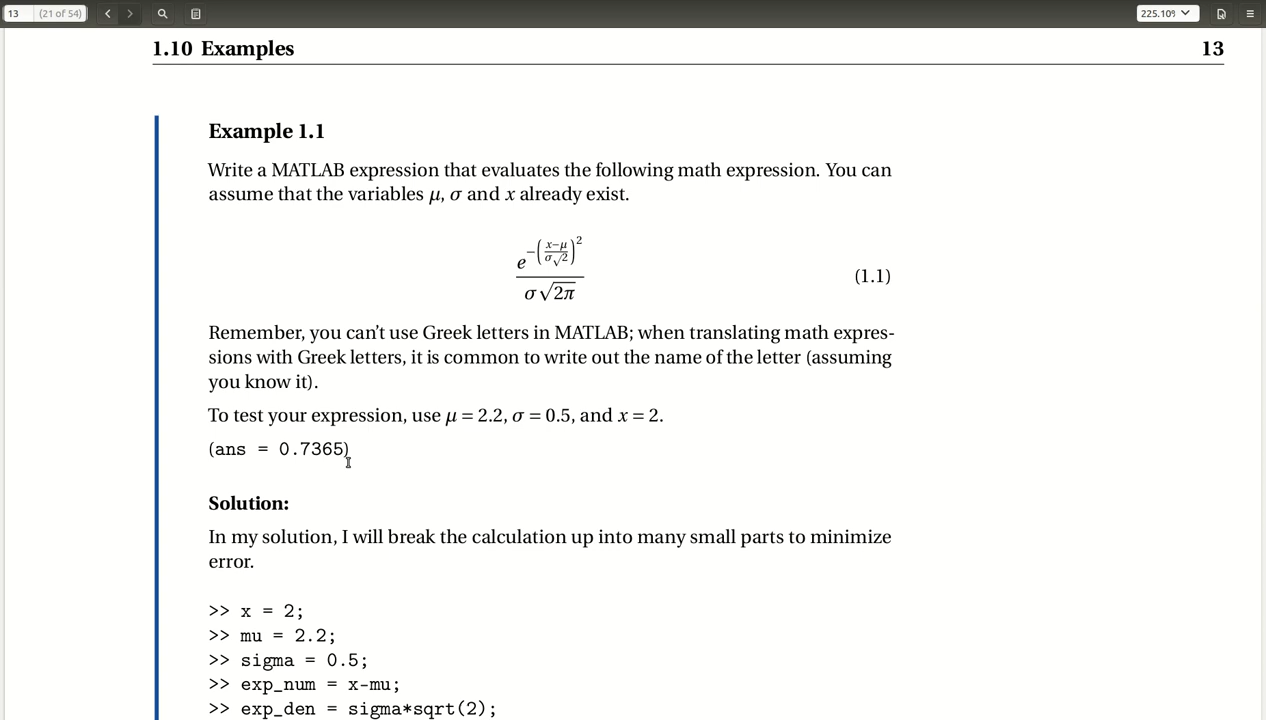 13 (21 of 54) 225.10%
1.10 Examples 13
Example 1.1
Write a MATLAB expression that evaluates the following math expression. You can
assume that the variables μ, σ and x already exist.
e^{-\left(\frac{x-μ}{σ\sqrt{2}}\right)^2}
σ√2π
(1.1)
Remember, you can't use Greek letters in MATLAB; when translating math expres-
sions with Greek letters, it is common to write out the name of the letter (assuming
you know it).
To test your expression, use μ = 2.2, σ = 0.5, and x = 2.
(ans = 0.7365)
Solution:
In my solution, I will break the calculation up into many small parts to minimize
error.
>> x = 2;
>> mu = 2.2;
>> sigma = 0.5;
>> exp_num = x-mu;
>> exp_den = sigma*sqrt(2);